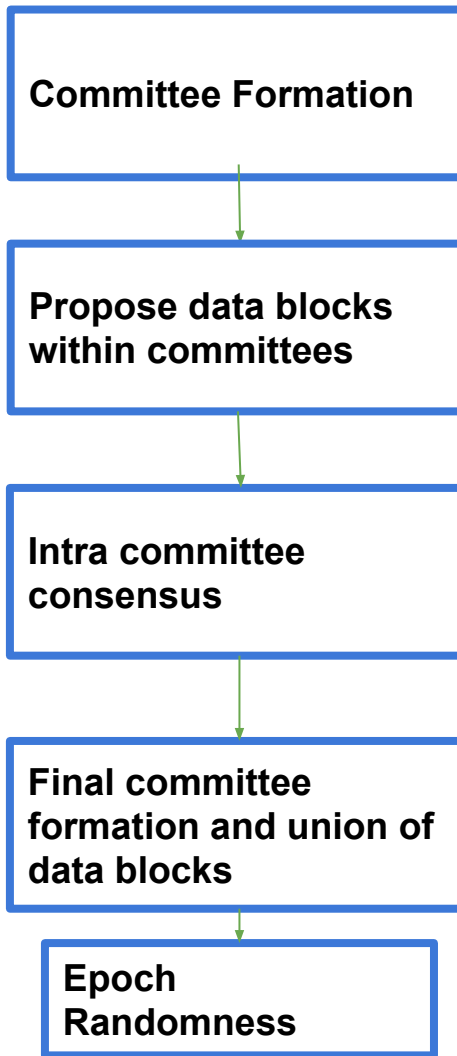 Committee Formation
Propose data blocks
within committees
Intra committee
consensus
Final committee
formation and union of
data blocks
Epoch
Randomness